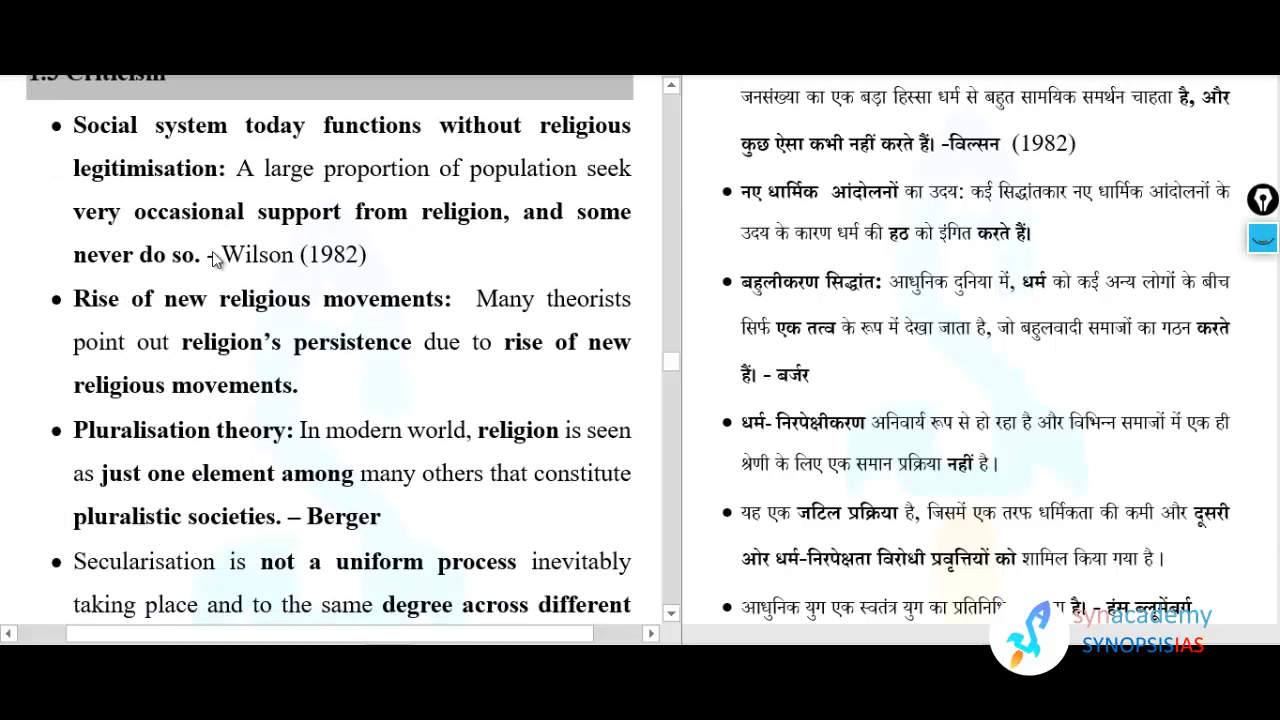 1.5 Criticism
• Social system today functions without religious
legitimisation: A large proportion of population seek
very occasional support from religion, and some
never do so. - Wilson (1982)
• Rise of new religious movements: Many theorists
point out religion’s persistence due to rise of new
religious movements.
• Pluralisation theory: In modern world, religion is seen
as just one element among many others that constitute
pluralistic societies. – Berger
• Secularisation is not a uniform process inevitably
taking place and to the same degree across different
जनसंख्या का एक बड़ा हिस्सा धर्म से बहुत सामयिक समर्थन चाहता है, और
कुछ ऐसा कभी नहीं करते हैं। -विल्सन (1982)
• नए धार्मिक आंदोलनों का उदय: कई सिद्धांतकार नए धार्मिक आंदोलनों के
उदय के कारण धर्म की हठ को इंगित करते हैं।
• बहुलीकरण सिद्धांत: आधुनिक दुनिया में, धर्म को कई अन्य लोगों के बीच
सिर्फ एक तत्व के रूप में देखा जाता है, जो बहुलवादी समाजों का गठन करते
हैं। - बर्जर
• धर्म- निरपेक्षीकरण अनिवार्य रूप से हो रहा है और विभिन्न समाजों में एक ही
श्रेणी के लिए एक समान प्रक्रिया नहीं है।
• यह एक जटिल प्रक्रिया है, जिसमें एक तरफ धर्मिकता की कमी और दूसरी
ओर धर्म-निरपेक्षता विरोधी प्रवृत्तियों को शामिल किया गया है।
• आधुनिक युग एक स्वतंत्र युग का है। - हंस ब्लूमेंबर्ग
synacademy
SYNOPSISIAS